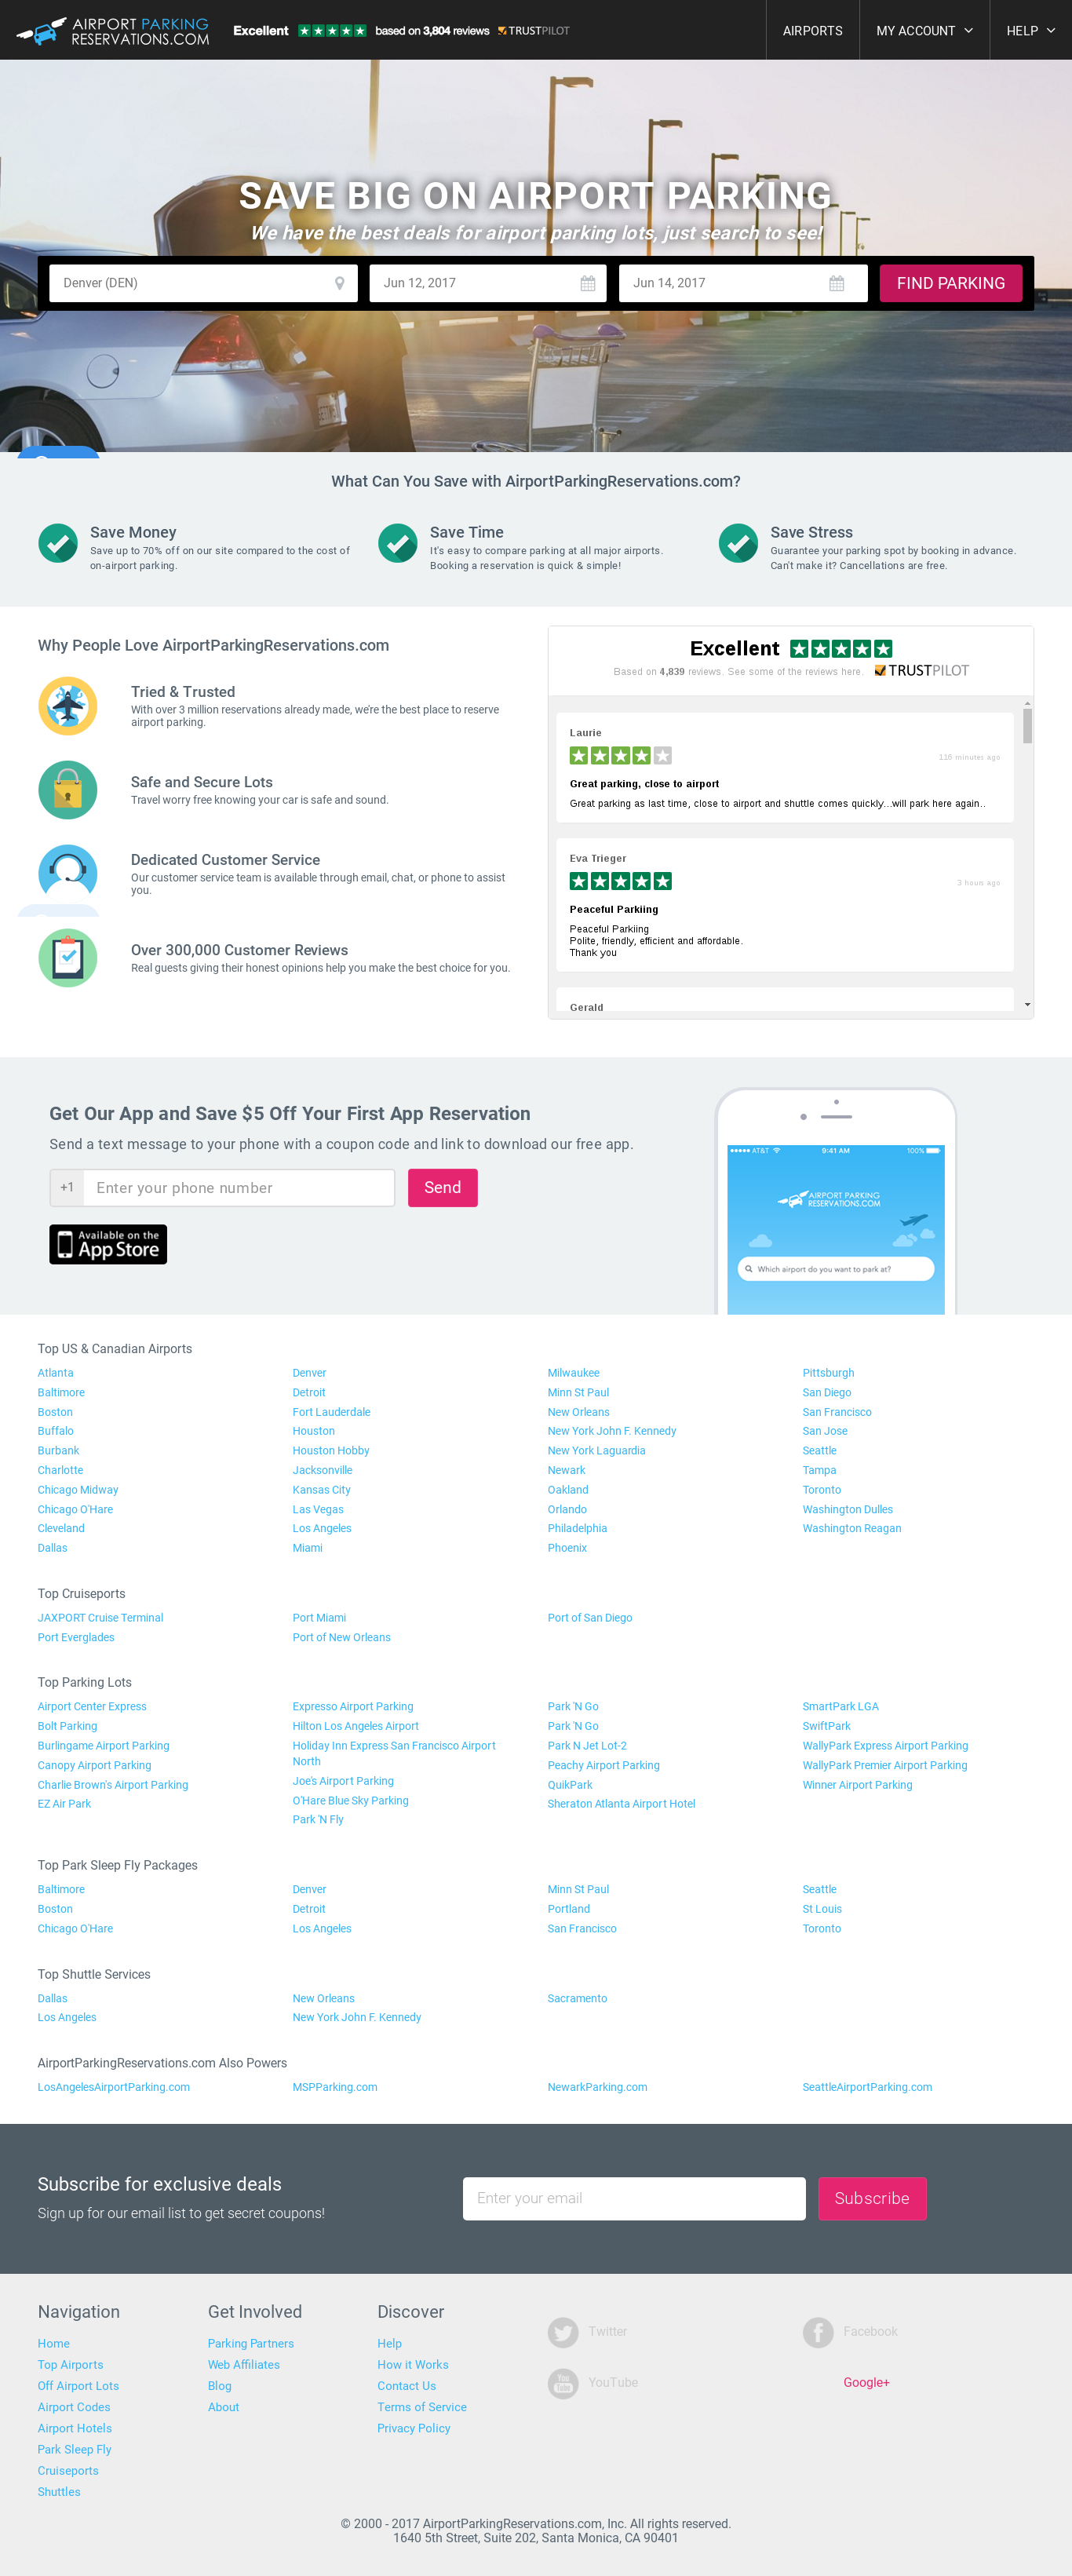 AIRPORT PARKING
RESERVATIONS.COM
Excellent based on 3,804 reviews TRUSTPILOT
AIRPORTS
MY ACCOUNT
HELP
SAVE BIG ON AIRPORT PARKING
We have the best deals for airport parking lots, just search to see!
Denver (DEN)
Jun 12, 2017
Jun 14, 2017
FIND PARKING
What Can You Save with AirportParkingReservations.com?
Save Money
Save up to 70% off on our site compared to the cost of
on-airport parking.
Save Time
It's easy to compare parking at all major airports.
Booking a reservation is quick & simple!
Save Stress
Guarantee your parking spot by booking in advance.
Can't make it? Cancellations are free.
Why People Love AirportParkingReservations.com
Tried & Trusted
With over 3 million reservations already made, we're the best place to reserve
airport parking.
Safe and Secure Lots
Travel worry free knowing your car is safe and sound.
Dedicated Customer Service
Our customer service team is available through email, chat, or phone to assist
you.
Over 300,000 Customer Reviews
Real guests giving their honest opinions help you make the best choice for you.
Excellent
Based on 4,839 reviews. See some of the reviews here. TRUSTPILOT
Laurie
116 minutes ago
Great parking, close to airport
Great parking as last time, close to airport and shuttle comes quickly...will park here again..
Eva Trieger
3 hours ago
Peaceful Parkiing
Peaceful Parkiing
Polite, friendly, efficient and affordable.
Thank you
Gerald
Get Our App and Save $5 Off Your First App Reservation
Send a text message to your phone with a coupon code and link to download our free app.
+1
Enter your phone number
Send
Available on the
App Store
AT&T 9:41 AM 100%
AIRPORT PARKING
RESERVATIONS.COM
Which airport do you want to park at?
Top US & Canadian Airports
Atlanta
Baltimore
Boston
Buffalo
Burbank
Charlotte
Chicago Midway
Chicago O'Hare
Cleveland
Dallas
Denver
Detroit
Fort Lauderdale
Houston
Houston Hobby
Jacksonville
Kansas City
Las Vegas
Los Angeles
Miami
Milwaukee
Minn St Paul
New Orleans
New York John F. Kennedy
New York Laguardia
Newark
Oakland
Orlando
Philadelphia
Phoenix
Pittsburgh
San Diego
San Francisco
San Jose
Seattle
Tampa
Toronto
Washington Dulles
Washington Reagan
Top Cruiseports
JAXPORT Cruise Terminal
Port Everglades
Port Miami
Port of New Orleans
Port of San Diego
Top Parking Lots
Airport Center Express
Bolt Parking
Burlingame Airport Parking
Canopy Airport Parking
Charlie Brown's Airport Parking
EZ Air Park
Expresso Airport Parking
Hilton Los Angeles Airport
Holiday Inn Express San Francisco Airport
North
Joe's Airport Parking
O'Hare Blue Sky Parking
Park 'N Fly
Park 'N Go
Park 'N Go
Park N Jet Lot-2
Peachy Airport Parking
QuikPark
Sheraton Atlanta Airport Hotel
SmartPark LGA
SwiftPark
WallyPark Express Airport Parking
WallyPark Premier Airport Parking
Winner Airport Parking
Top Park Sleep Fly Packages
Baltimore
Boston
Chicago O'Hare
Denver
Detroit
Los Angeles
Minn St Paul
Portland
San Francisco
Seattle
St Louis
Toronto
Top Shuttle Services
Dallas
Los Angeles
New Orleans
New York John F. Kennedy
Sacramento
AirportParkingReservations.com Also Powers
LosAngelesAirportParking.com
MSPParking.com
NewarkParking.com
SeattleAirportParking.com
Subscribe for exclusive deals
Sign up for our email list to get secret coupons!
Enter your email
Subscribe
Navigation
Home
Top Airports
Off Airport Lots
Airport Codes
Airport Hotels
Park Sleep Fly
Cruiseports
Shuttles
Get Involved
Parking Partners
Web Affiliates
Blog
About
Discover
Help
How it Works
Contact Us
Terms of Service
Privacy Policy
Twitter
Facebook
You
Tube
YouTube
Google+
© 2000 - 2017 AirportParkingReservations.com, Inc. All rights reserved.
1640 5th Street, Suite 202, Santa Monica, CA 90401